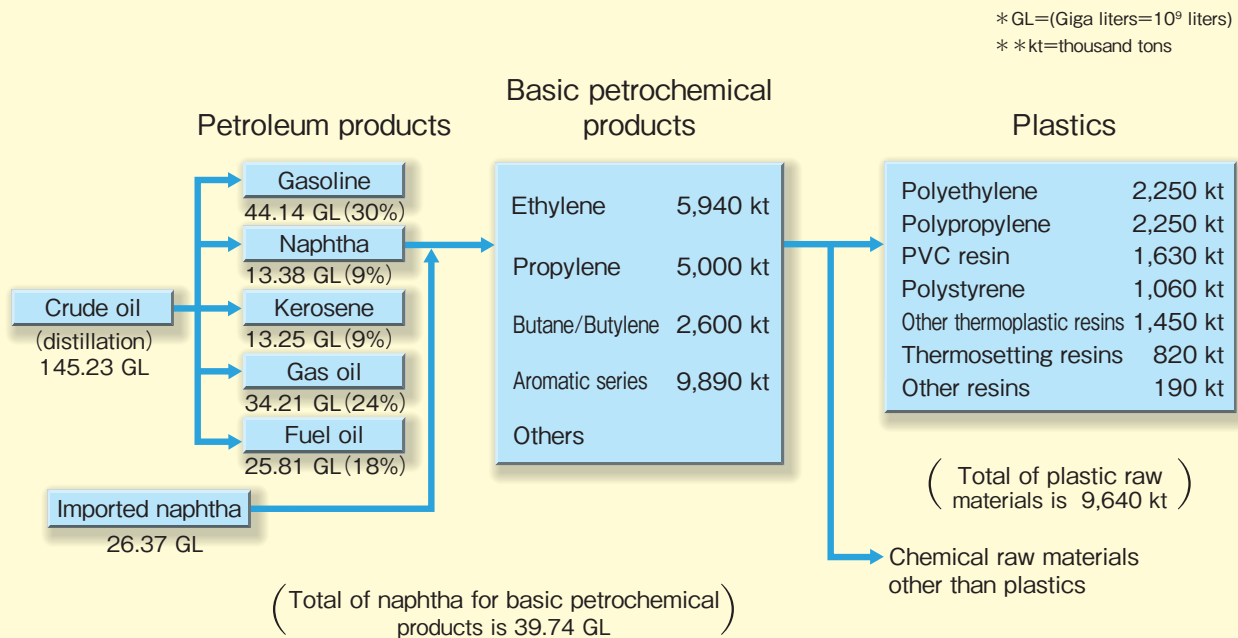 *GL=(Giga liters=10⁹ liters)
**kt=thousand tons
Petroleum products
Basic petrochemical
products
Plastics
Crude oil
(distillation)
145.23 GL
Gasoline
44.14 GL(30%)
Naphtha
13.38 GL(9%)
Kerosene
13.25 GL(9%)
Gas oil
34.21 GL(24%)
Fuel oil
25.81 GL(18%)
Imported naphtha
26.37 GL
Ethylene 5,940 kt
Propylene 5,000 kt
Butane/Butylene 2,600 kt
Aromatic series 9,890 kt
Others
Polyethylene 2,250 kt
Polypropylene 2,250 kt
PVC resin 1,630 kt
Polystyrene 1,060 kt
Other thermoplastic resins 1,450 kt
Thermosetting resins 820 kt
Other resins 190 kt
(Total of plastic raw
materials is 9,640 kt)
Chemical raw materials
other than plastics
(Total of naphtha for basic petrochemical
products is 39.74 GL)